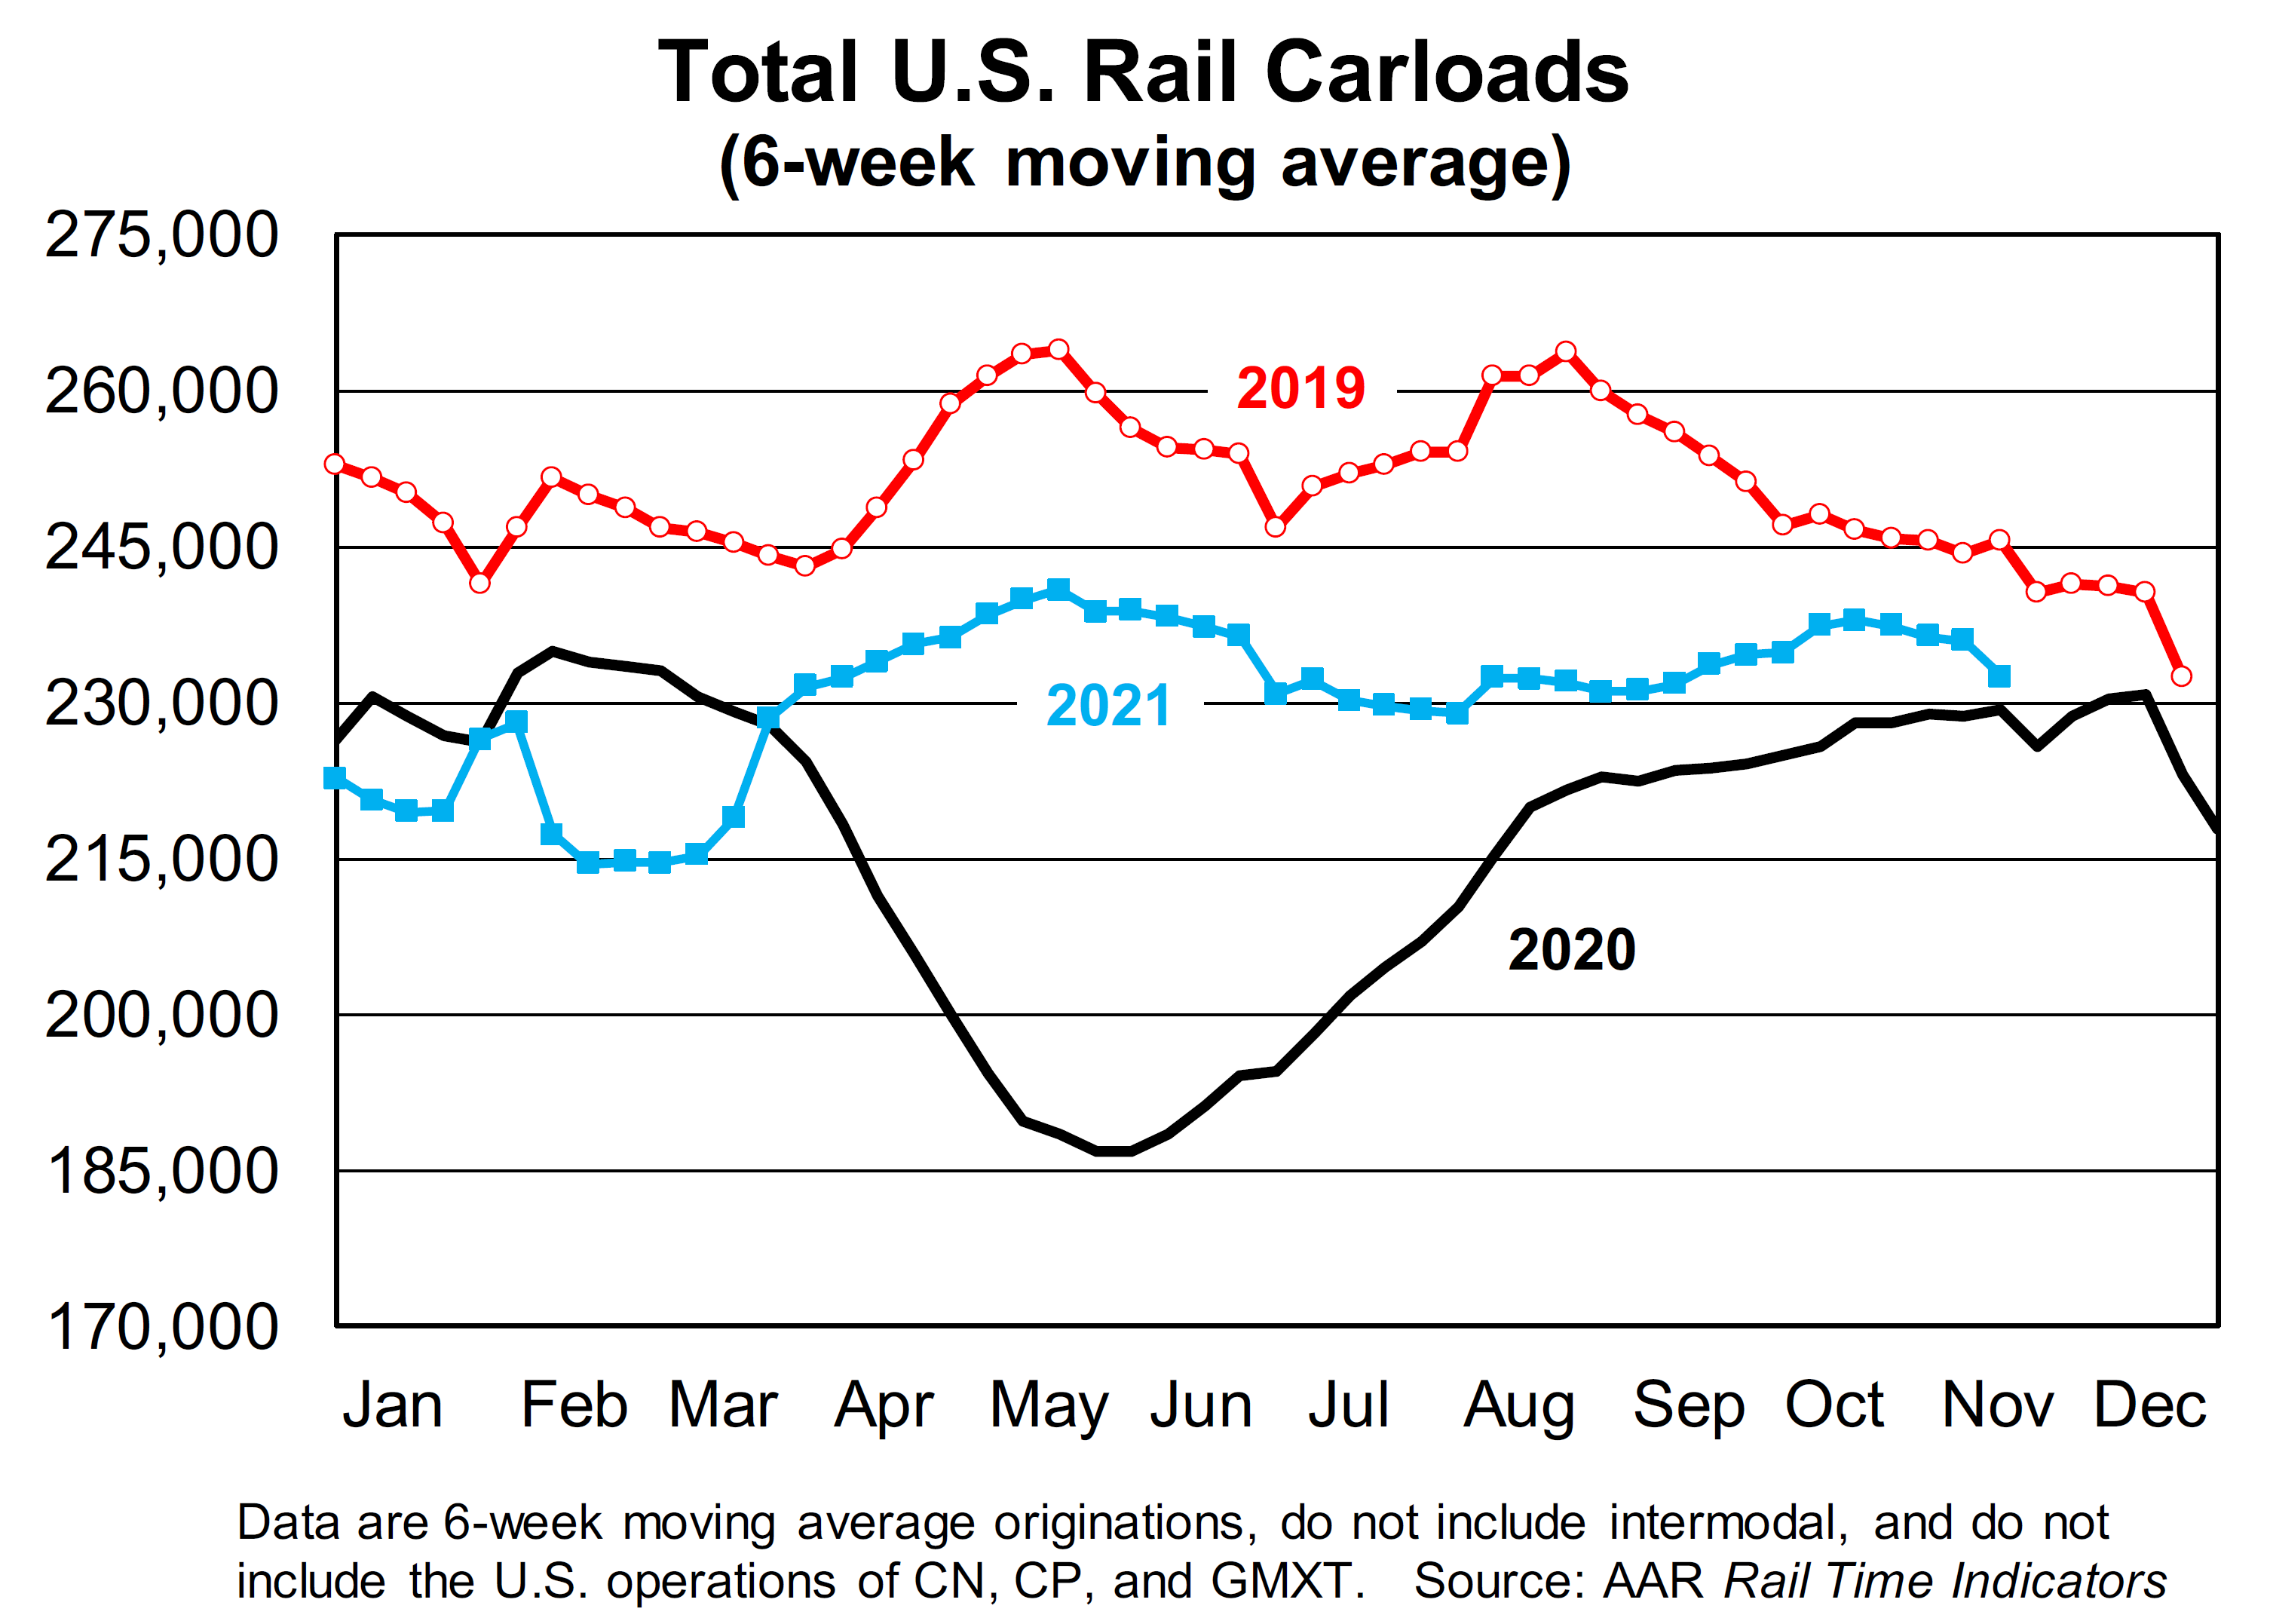 Total U.S. Rail Carloads
(6-week moving average)
275,000
260,000
2019
245,000
230,000
2021
215,000
2020
200,000
185,000
170,000
Jan Feb Mar Apr May Jun Jul Aug Sep Oct Nov Dec
Data are 6-week moving average originations, do not include intermodal, and do not
include the U.S. operations of CN, CP, and GMXT. Source: AAR Rail Time Indicators